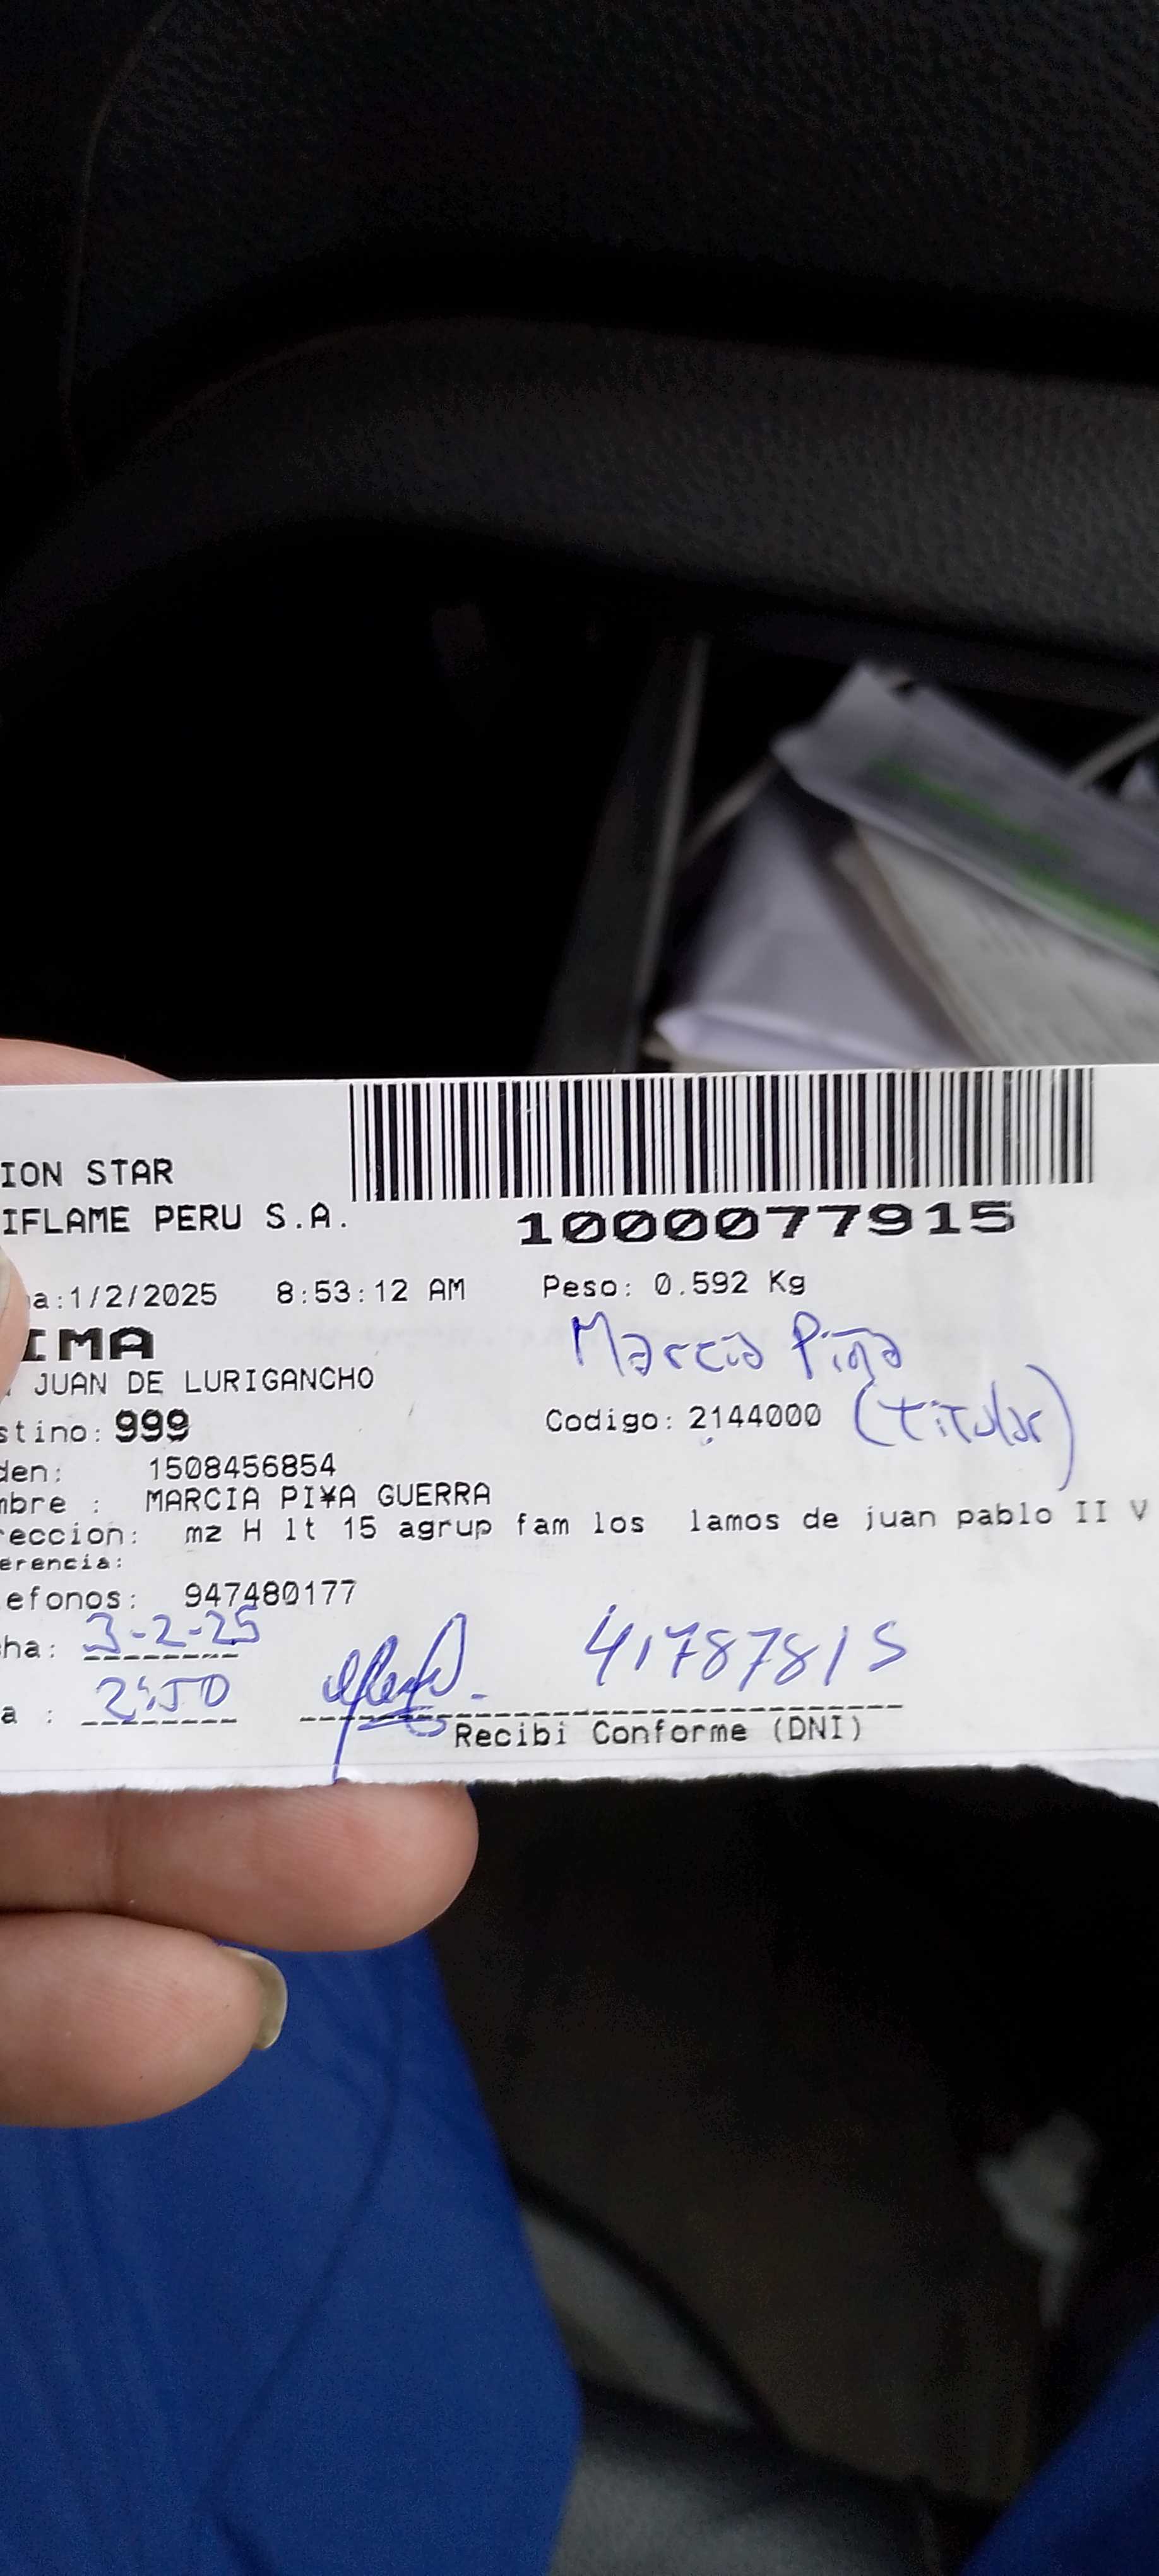 ION STAR
IFLAME PERU S.A.
1000077915
a:1/2/2025 8:53:12 AM Peso: 0.592 Kg
IMA
Marcia Piña
JUAN DE LURIGANCHO
stino: 999 Codigo: 2144000 (titular)
den: 1508456854
mbre : MARCIA PI¥A GUERRA
reccion: mz H lt 15 agrup fam los lamos de juan pablo II V
erencia:
efonos: 947480177
ha: 3-2-25
41787815
a : 2:50
Recibi Conforme (DNI)